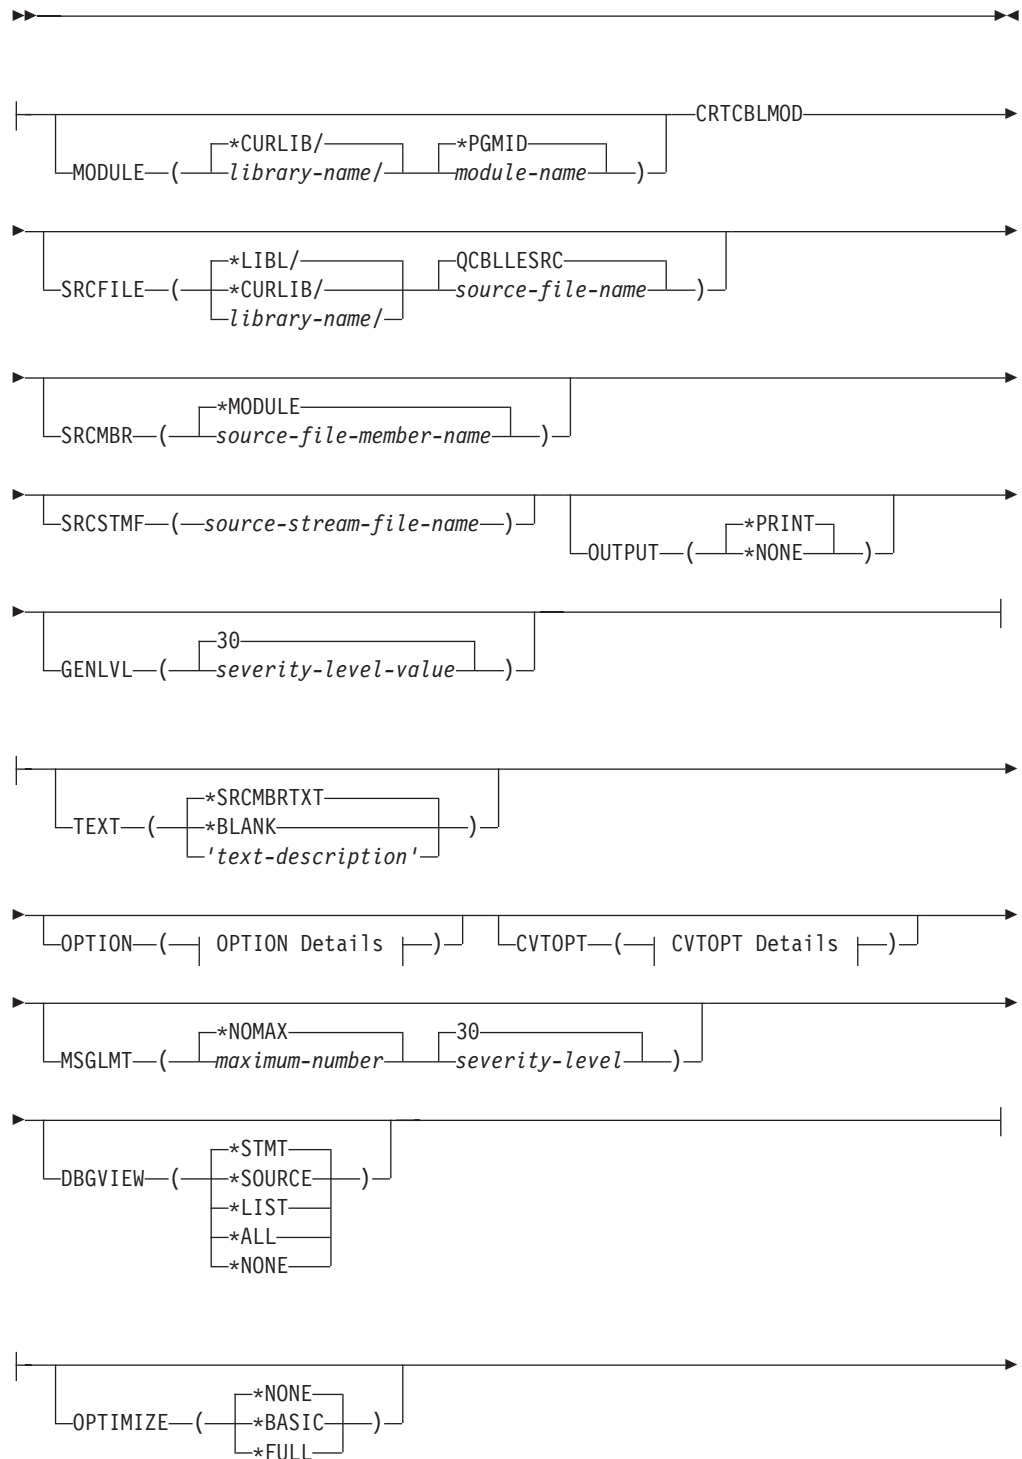 CRTCBLMOD
*CURLIB/ *PGMID
MODULE ( library-name/ module-name )
*LIBL/ QCBLLESRC
SRCFILE ( *CURLIB/ source-file-name )
library-name/
*MODULE
SRCMBR ( source-file-member-name )
SRCSTMF ( source-stream-file-name ) *PRINT
OUTPUT ( *NONE )
30
GENLVL ( severity-level-value )
*SRCMBRTXT
TEXT ( *BLANK )
'text-description'
OPTION ( OPTION Details ) CVTOPT ( CVTOPT Details )
*NOMAX 30
MSGLMT ( maximum-number severity-level )
*STMT
DBGVIEW ( *SOURCE )
*LIST
*ALL
*NONE
*NONE
OPTIMIZE ( *BASIC )
*FULL